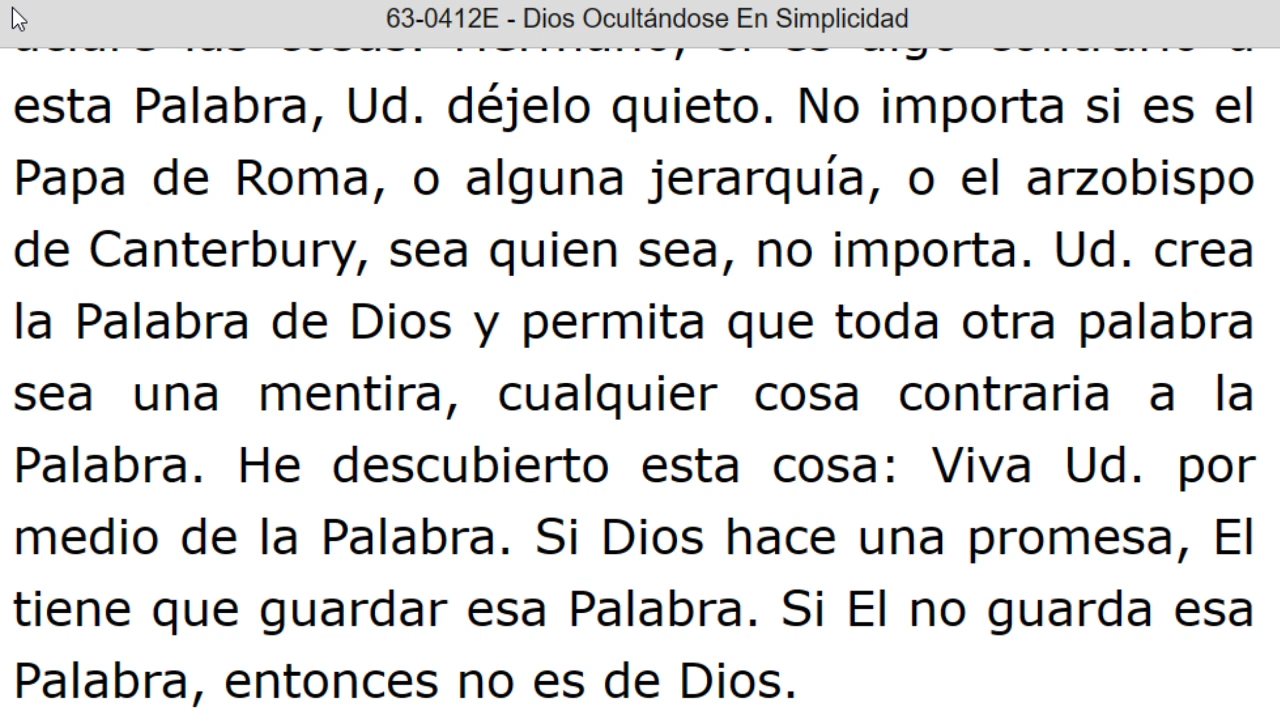 63-0412E - Dios Ocultándose En Simplicidad
esta Palabra, Ud. déjelo quieto. No importa si es el
Papa de Roma, o alguna jerarquía, o el arzobispo
de Canterbury, sea quien sea, no importa. Ud. crea
la Palabra de Dios y permita que toda otra palabra
sea una mentira, cualquier cosa contraria a la
Palabra. He descubierto esta cosa: Viva Ud. por
medio de la Palabra. Si Dios hace una promesa, El
tiene que guardar esa Palabra. Si El no guarda esa
Palabra, entonces no es de Dios.